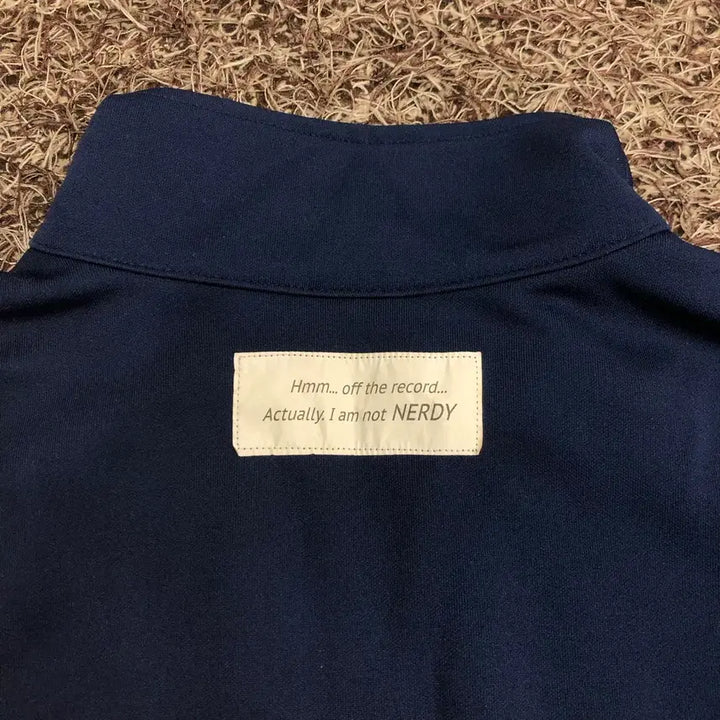 Hmm... off the record...
Actually. I am not NERDY